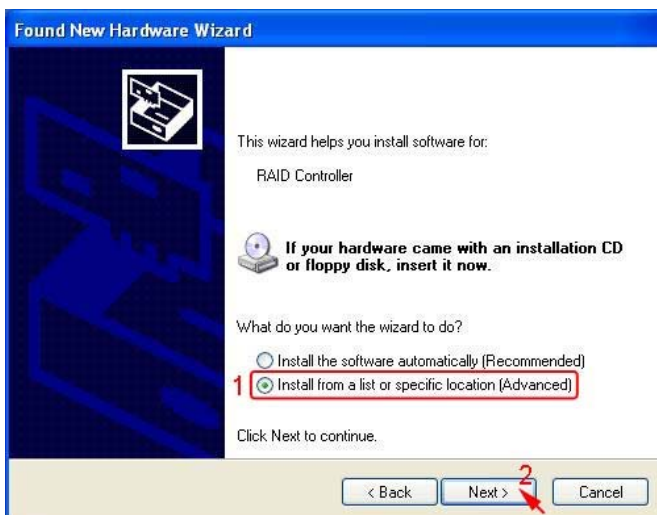 Found New Hardware Wizard
This wizard helps you install software for:
RAID Controller
If your hardware came with an installation CD
or floppy disk, insert it now.
What do you want the wizard to do?
Install the software automatically (Recommended)
1 Install from a list or specific location (Advanced)
Click Next to continue.
2
< Back Next > Cancel